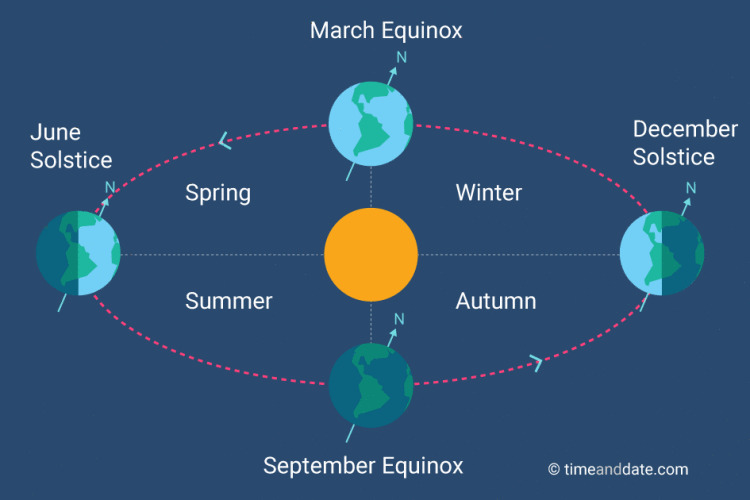 March Equinox
N
June
Solstice
December
Solstice
N
N
Spring
Winter
Summer
Autumn
N
September Equinox
© timeanddate.com